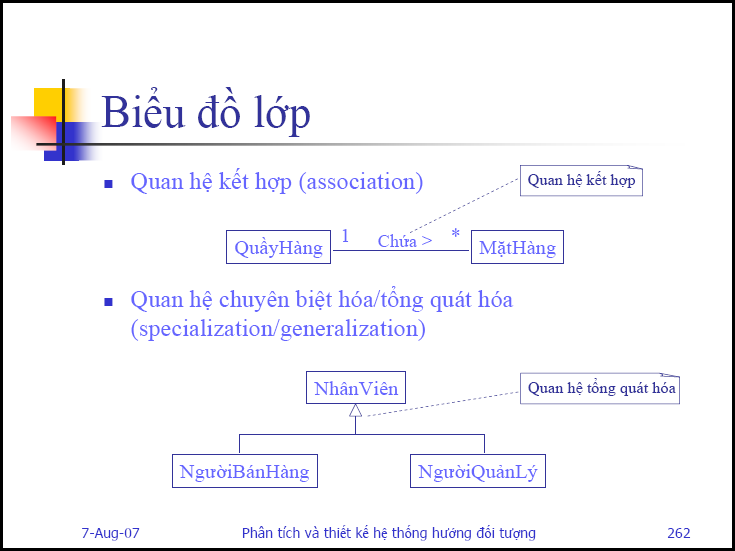 Biểu đồ lớp
Quan hệ kết hợp (association)
Quan hệ kết hợp
QuầyHàng
1
Chứa >
*
MặtHàng
Quan hệ chuyên biệt hóa/tổng quát hóa
(specialization/generalization)
NhânViên
Quan hệ tổng quát hóa
NgườiBánHàng
NgườiQuảnLý
7-Aug-07
Phân tích và thiết kế hệ thống hướng đối tượng
262